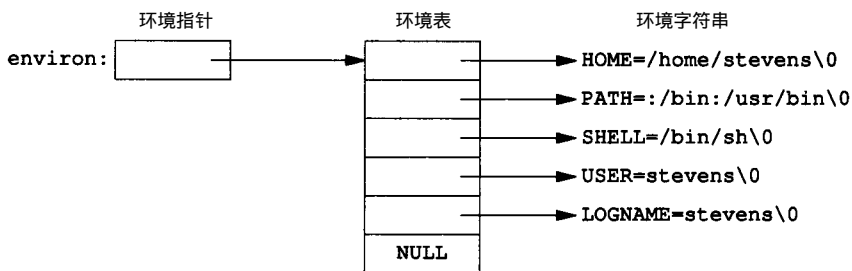 环境指针 环境表 环境字符串
environ: HOME=/home/stevens\0
PATH=:/bin:/usr/bin\0
SHELL=/bin/sh\0
USER=stevens\0
LOGNAME=stevens\0
NULL